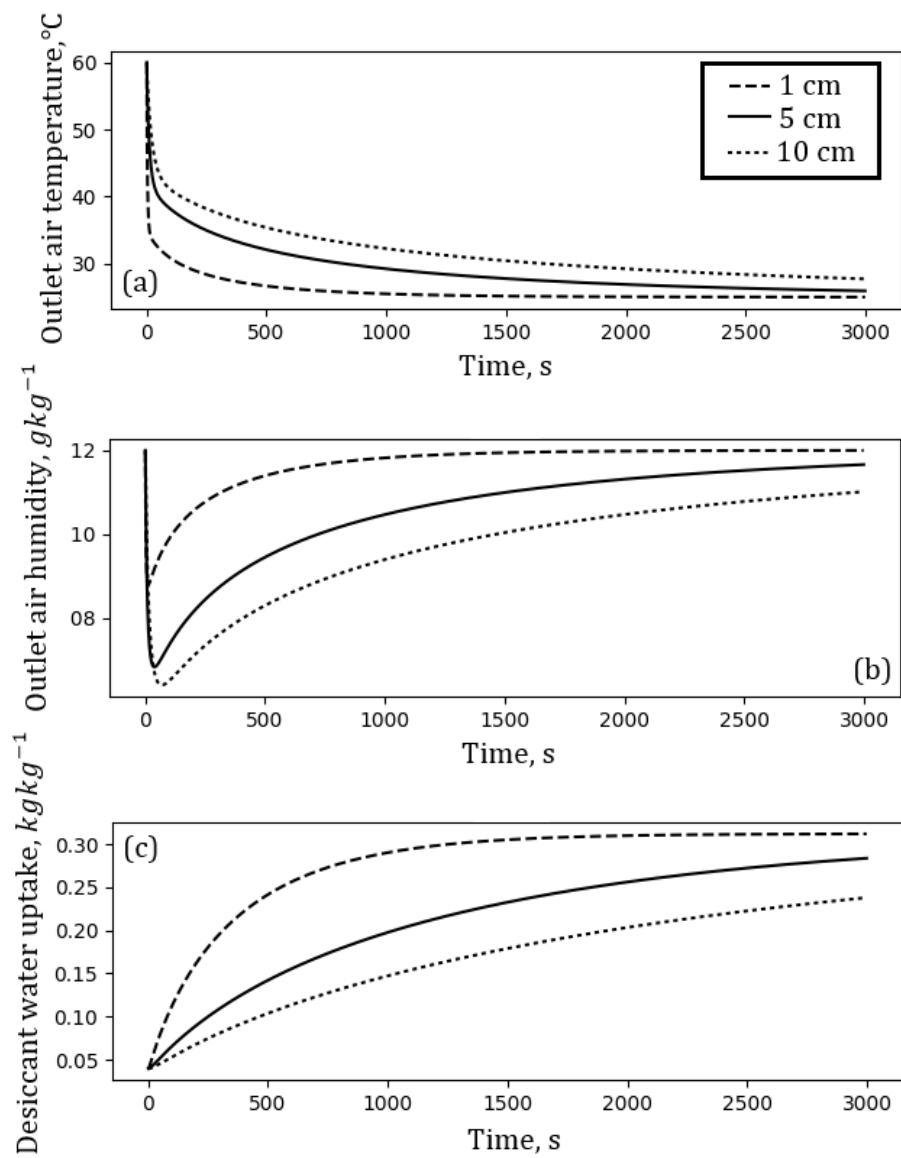 Outlet air temperature,℃
60
50
40
30
1 cm
5 cm
10 cm
(a)
0 500 1000 1500 2000 2500 3000
Time, s
Outlet air humidity, gkg⁻¹
12
10
08
(b)
0 500 1000 1500 2000 2500 3000
Time, s
Desiccant water uptake, kgkg⁻¹
(c)
0.30
0.25
0.20
0.15
0.10
0.05
0 500 1000 1500 2000 2500 3000
Time, s